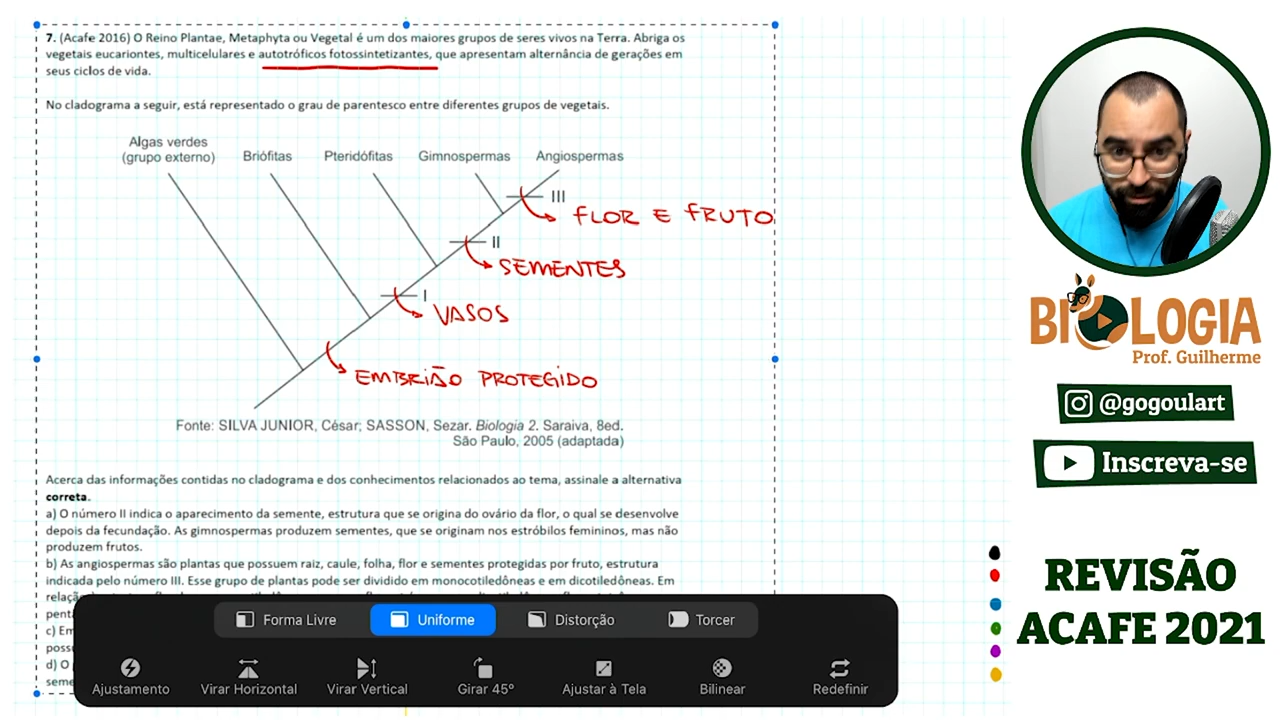 7. (Acafe 2016) O Reino Plantae, Metaphyta ou Vegetal é um dos maiores grupos de seres vivos na Terra. Abriga os
vegetais eucariontes, multicelulares e autotróficos fotossintetizantes, que apresentam alternância de gerações em
seus ciclos de vida.
No cladograma a seguir, está representado o grau de parentesco entre diferentes grupos de vegetais.
Algas verdes
(grupo externo)
Briófitas
Pteridófitas
Gimnospermas
Angiospermas
III
FLOR E FRUTO
II
SEMENTES
I
VASOS
EMBRIÃO PROTEGIDO
Fonte: SILVA JUNIOR, César; SASSON, Sezar. Biologia 2. Saraiva, 8ed.
São Paulo, 2005 (adaptada)
Acerca das informações contidas no cladograma e dos conhecimentos relacionados ao tema, assinale a alternativa
correta.
a) O número II indica o aparecimento da semente, estrutura que se origina do ovário da flor, o qual se desenvolve
depois da fecundação. As gimnospermas produzem sementes, que se originam nos estróbilos femininos, mas não
produzem frutos.
b) As angiospermas são plantas que possuem raiz, caule, folha, flor e sementes protegidas por fruto, estrutura
indicada pelo número III. Esse grupo de plantas pode ser dividido em monocotiledôneas e em dicotiledôneas. Em
c)
d) O
Forma Livre
Uniforme
Distorção
Torcer
Ajustamento
Virar Horizontal
Virar Vertical
Girar 45º
Ajustar à Tela
Bilinear
Redefinir
BIOLOGIA
Prof. Guilherme
@gogoulart
Inscreva-se
REVISÃO
ACAFE 2021